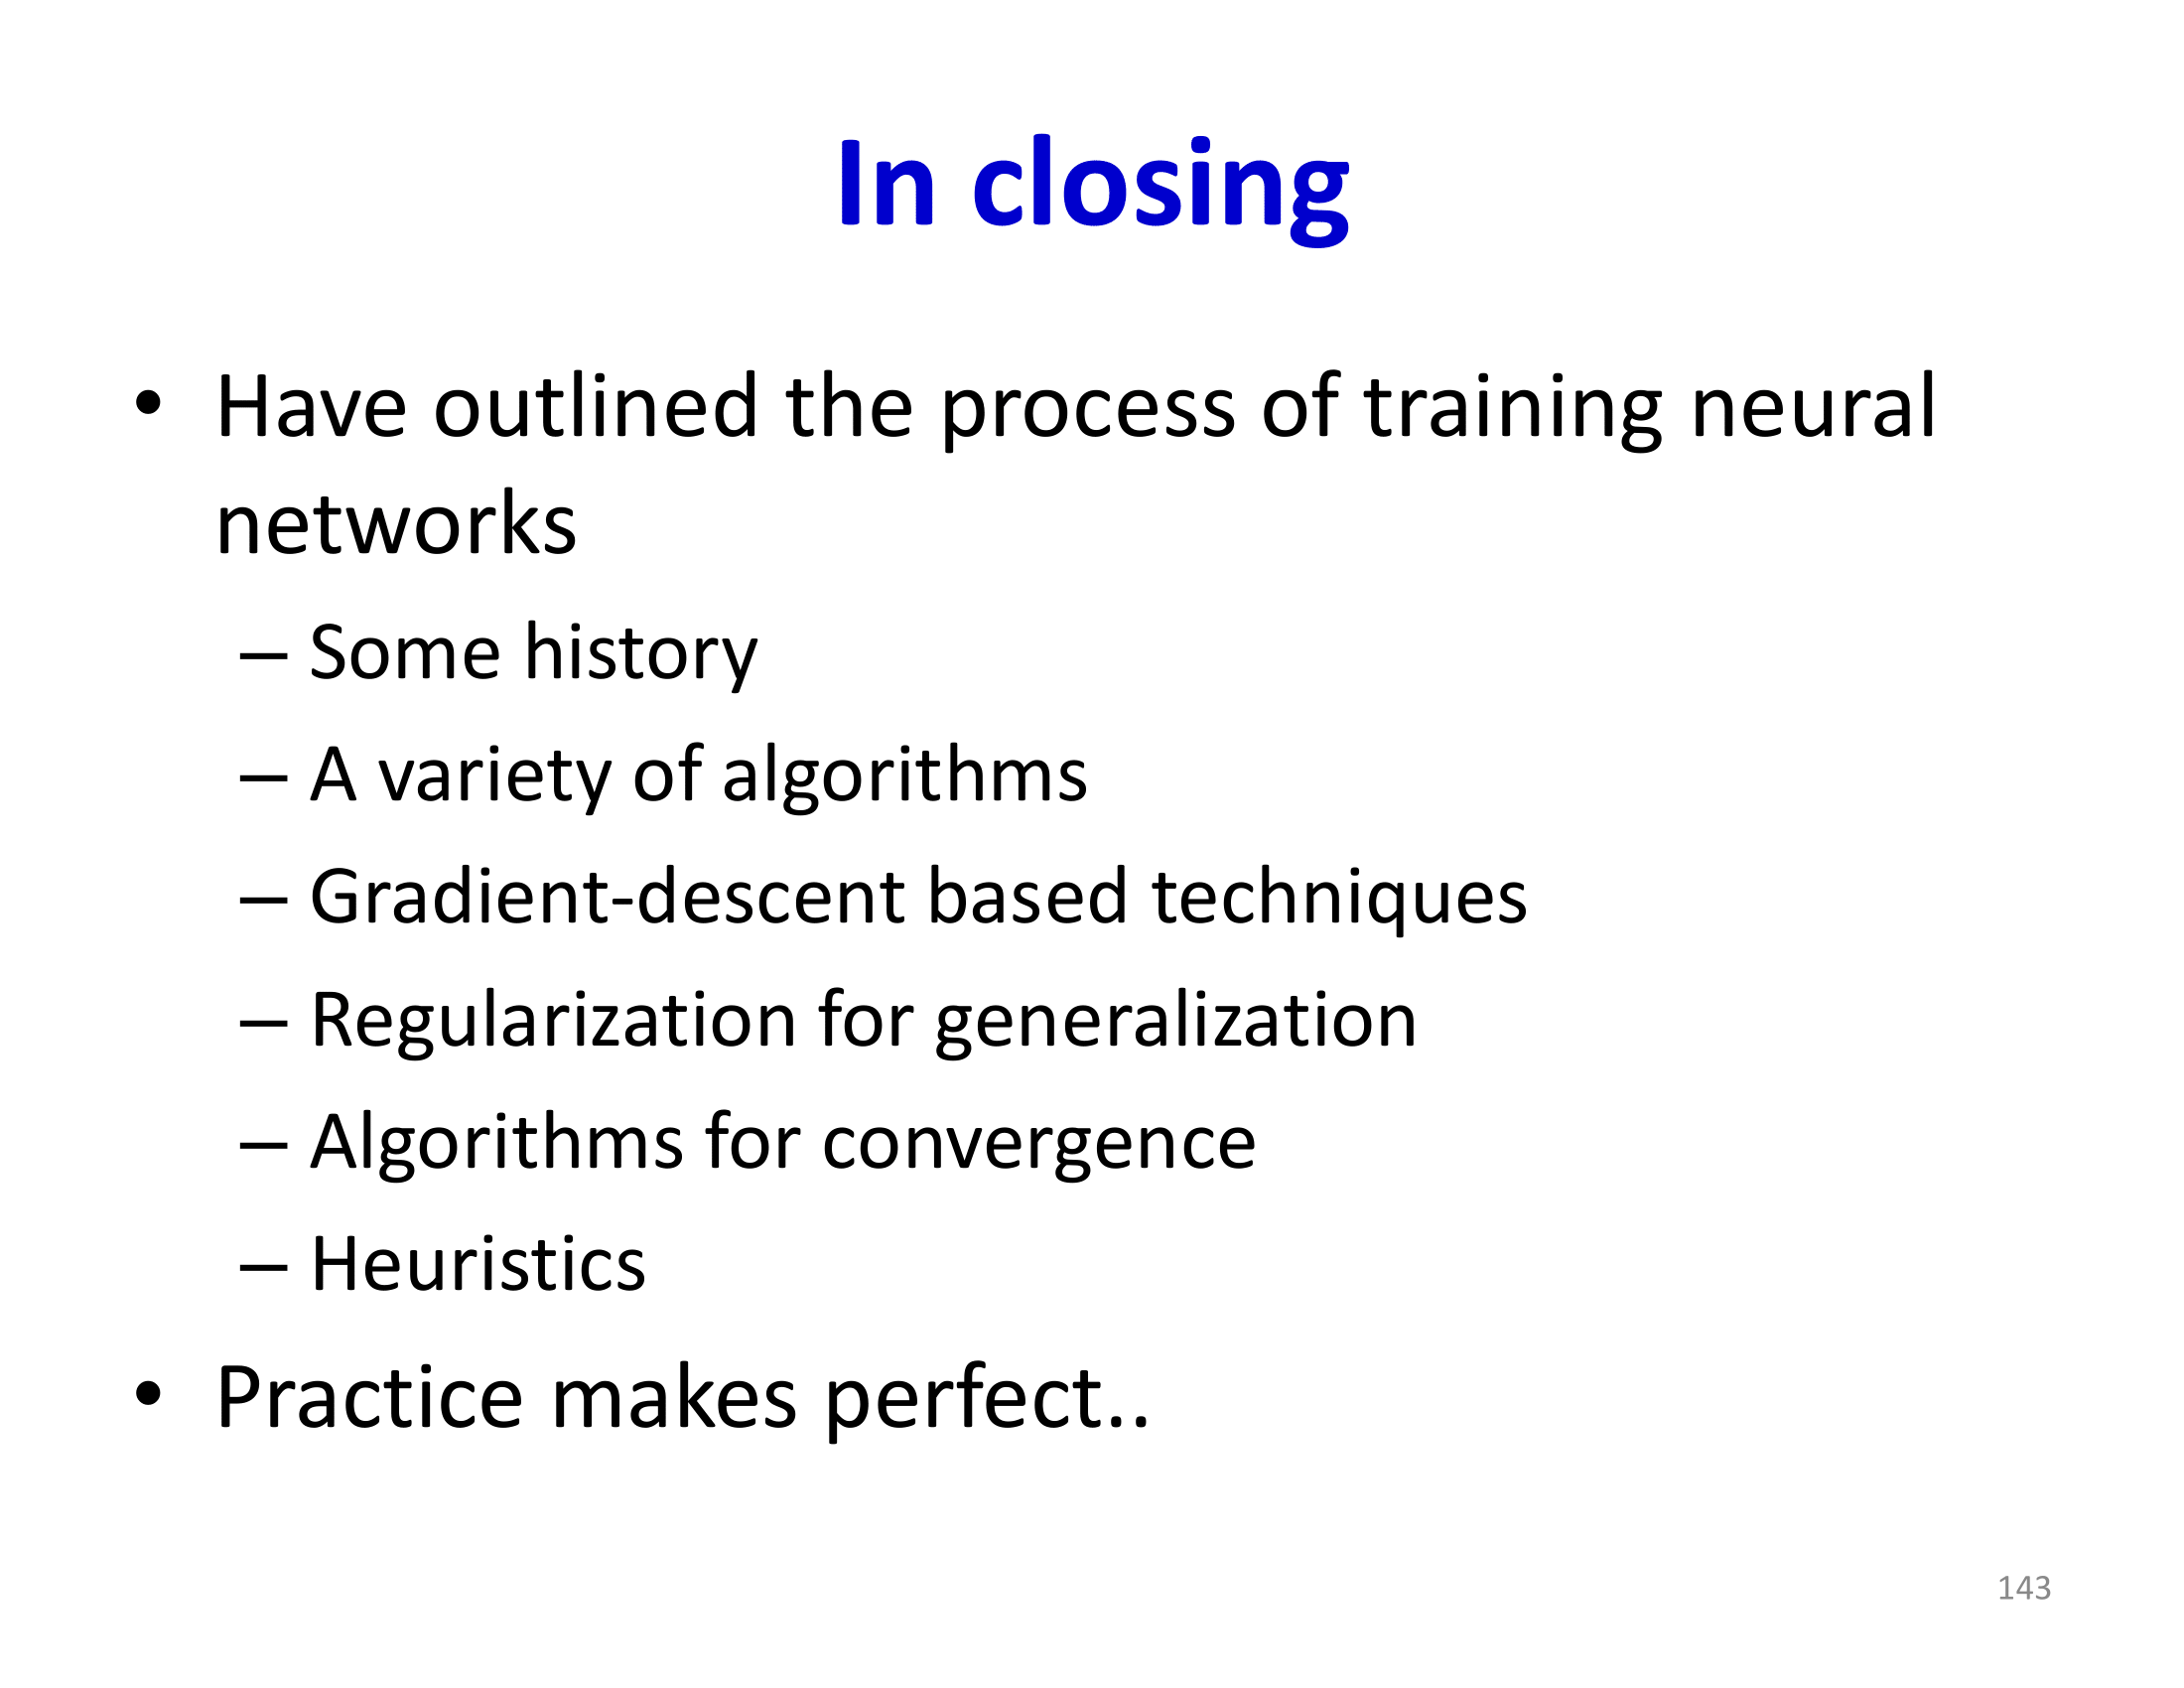 In closing
• Have outlined the process of training neural
networks
– Some history
– A variety of algorithms
– Gradient-descent based techniques
– Regularization for generalization
– Algorithms for convergence
– Heuristics
• Practice makes perfect..
143